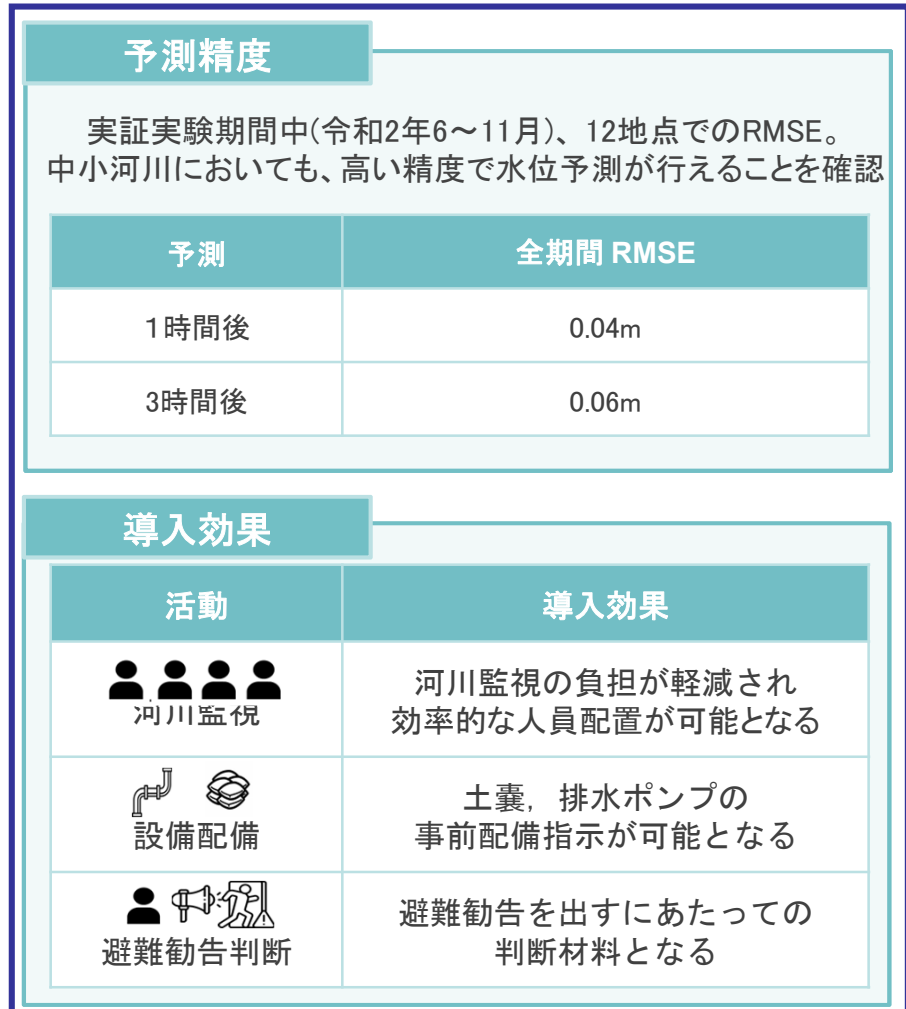 予測精度
実証実験期間中(令和2年6～11月)、12地点でのRMSE。
中小河川においても、高い精度で水位予測が行えることを確認
予測 全期間 RMSE
１時間後 0.04m
3時間後 0.06m
導入効果
活動 導入効果
河川監視の負担が軽減され
河川監視 効率的な人員配置が可能となる
土嚢，排水ポンプの
設備配備 事前配備指示が可能となる
避難勧告を出すにあたっての
避難勧告判断 判断材料となる